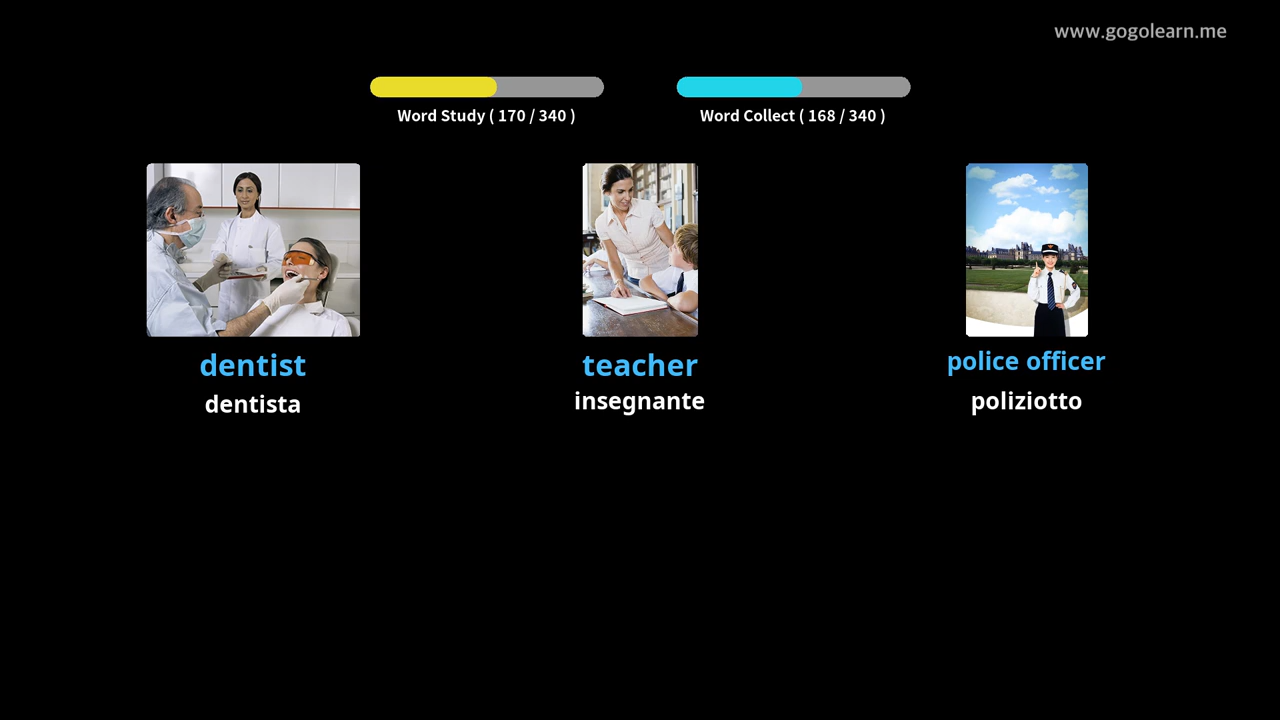 www.gogolearn.me
Word Study ( 170 / 340 )
Word Collect ( 168 / 340 )
dentist
dentista
teacher
insegnante
police officer
poliziotto